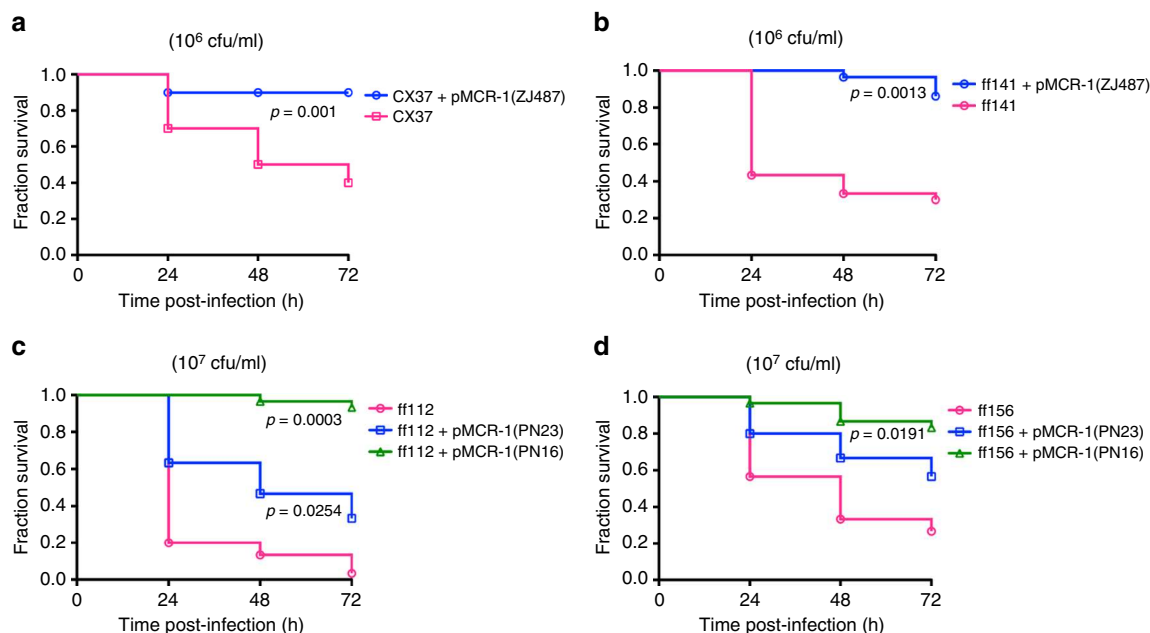 a
(10⁶ cfu/ml)
Fraction survival
1.0
0.8
0.6
0.4
0.2
0.0
0 24 48 72
Time post-infection (h)
p = 0.001
CX37 + pMCR-1(ZJ487)
CX37
b
(10⁶ cfu/ml)
Fraction survival
1.0
0.8
0.6
0.4
0.2
0.0
0 24 48 72
Time post-infection (h)
p = 0.0013
ff141 + pMCR-1(ZJ487)
ff141
c
(10⁷ cfu/ml)
Fraction survival
1.0
0.8
0.6
0.4
0.2
0.0
0 24 48 72
Time post-infection (h)
p = 0.0003
p = 0.0254
ff112
ff112 + pMCR-1(PN23)
ff112 + pMCR-1(PN16)
d
(10⁷ cfu/ml)
Fraction survival
1.0
0.8
0.6
0.4
0.2
0.0
0 24 48 72
Time post-infection (h)
p = 0.0191
ff156
ff156 + pMCR-1(PN23)
ff156 + pMCR-1(PN16)